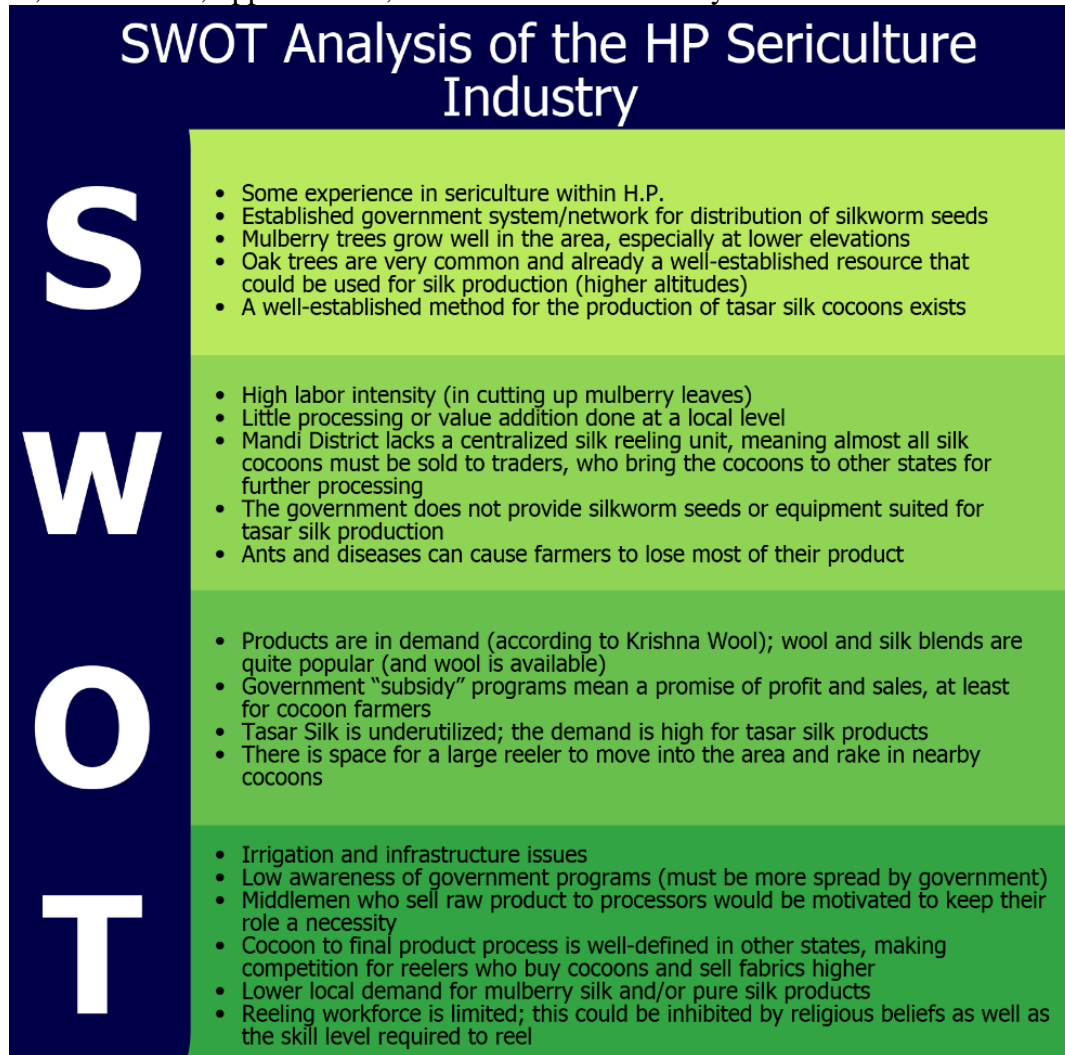 SWOT Analysis of the HP Sericulture
Industry
S
• Some experience in sericulture within H.P.
• Established government system/network for distribution of silkworm seeds
• Mulberry trees grow well in the area, especially at lower elevations
• Oak trees are very common and already a well-established resource that
could be used for silk production (higher altitudes)
• A well-established method for the production of tasar silk cocoons exists
W
• High labor intensity (in cutting up mulberry leaves)
• Little processing or value addition done at a local level
• Mandi District lacks a centralized silk reeling unit, meaning almost all silk
cocoons must be sold to traders, who bring the cocoons to other states for
further processing
• The government does not provide silkworm seeds or equipment suited for
tasar silk production
• Ants and diseases can cause farmers to lose most of their product
O
• Products are in demand (according to Krishna Wool); wool and silk blends are
quite popular (and wool is available)
• Government “subsidy” programs mean a promise of profit and sales, at least
for cocoon farmers
• Tasar Silk is underutilized; the demand is high for tasar silk products
• There is space for a large reeler to move into the area and rake in nearby
cocoons
T
• Irrigation and infrastructure issues
• Low awareness of government programs (must be more spread by government)
• Middlemen who sell raw product to processors would be motivated to keep their
role a necessity
• Cocoon to final product process is well-defined in other states, making
competition for reelers who buy cocoons and sell fabrics higher
• Lower local demand for mulberry silk and/or pure silk products
• Reeling workforce is limited; this could be inhibited by religious beliefs as well as
the skill level required to reel